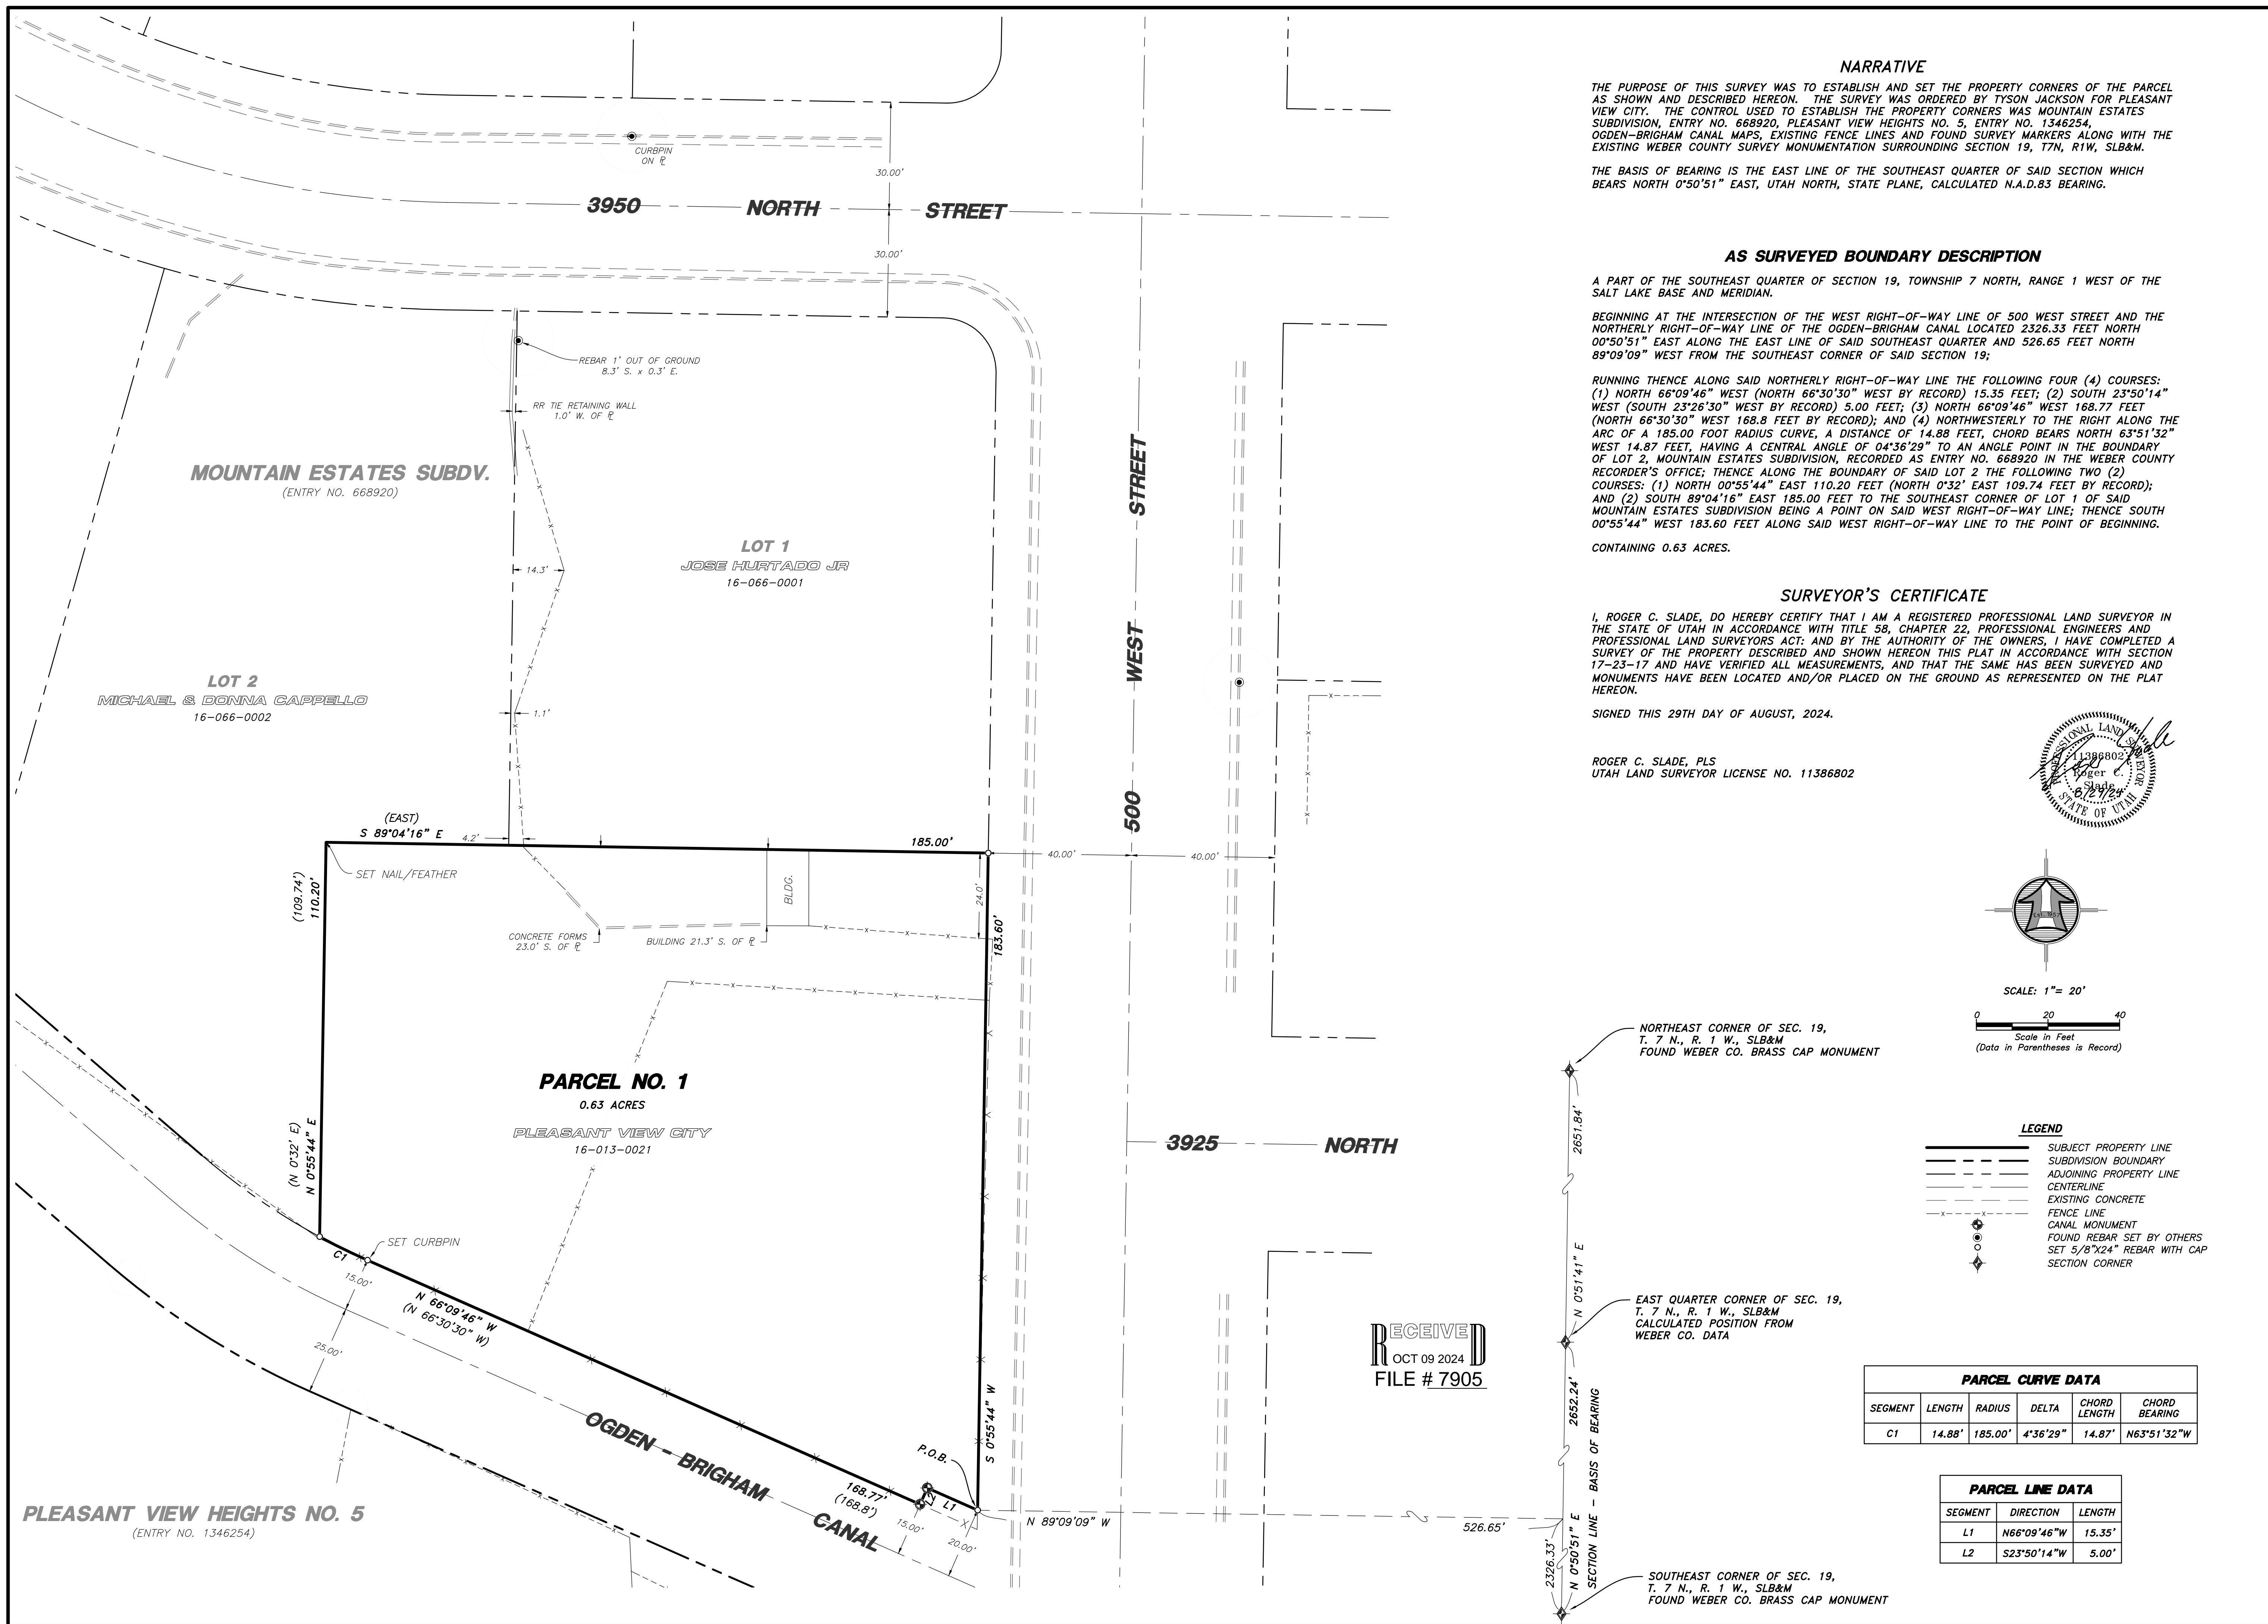 NARRATIVE
THE PURPOSE OF THIS SURVEY WAS TO ESTABLISH AND SET THE PROPERTY CORNERS OF THE PARCEL
AS SHOWN AND DESCRIBED HEREON. THE SURVEY WAS ORDERED BY TYSON JACKSON FOR PLEASANT
VIEW CITY. THE CONTROL USED TO ESTABLISH THE PROPERTY CORNERS WAS MOUNTAIN ESTATES
SUBDIVISION, ENTRY NO. 668920, PLEASANT VIEW HEIGHTS NO. 5, ENTRY NO. 1346254,
OGDEN-BRIGHAM CANAL MAPS, EXISTING FENCE LINES AND FOUND SURVEY MARKERS ALONG WITH THE
EXISTING WEBER COUNTY SURVEY MONUMENTATION SURROUNDING SECTION 19, T7N, R1W, SLB&M.
THE BASIS OF BEARING IS THE EAST LINE OF THE SOUTHEAST QUARTER OF SAID SECTION WHICH
BEARS NORTH 0°50'51" EAST, UTAH NORTH, STATE PLANE, CALCULATED N.A.D.83 BEARING.
AS SURVEYED BOUNDARY DESCRIPTION
A PART OF THE SOUTHEAST QUARTER OF SECTION 19, TOWNSHIP 7 NORTH, RANGE 1 WEST OF THE
SALT LAKE BASE AND MERIDIAN.
BEGINNING AT THE INTERSECTION OF THE WEST RIGHT-OF-WAY LINE OF 500 WEST STREET AND THE
NORTHERLY RIGHT-OF-WAY LINE OF THE OGDEN-BRIGHAM CANAL LOCATED 2326.33 FEET NORTH
00°50'51" EAST ALONG THE EAST LINE OF SAID SOUTHEAST QUARTER AND 526.65 FEET NORTH
89°09'09" WEST FROM THE SOUTHEAST CORNER OF SAID SECTION 19;
RUNNING THENCE ALONG SAID NORTHERLY RIGHT-OF-WAY LINE THE FOLLOWING FOUR (4) COURSES:
(1) NORTH 66°09'46" WEST (NORTH 66°30'30" WEST BY RECORD) 15.35 FEET; (2) SOUTH 23°50'14"
WEST (SOUTH 23°26'30" WEST BY RECORD) 5.00 FEET; (3) NORTH 66°09'46" WEST 168.77 FEET
(NORTH 66°30'30" WEST 168.8 FEET BY RECORD); AND (4) NORTHWESTERLY TO THE RIGHT ALONG THE
ARC OF A 185.00 FOOT RADIUS CURVE, A DISTANCE OF 14.88 FEET, CHORD BEARS NORTH 63°51'32"
WEST 14.87 FEET, HAVING A CENTRAL ANGLE OF 04°36'29" TO AN ANGLE POINT IN THE BOUNDARY
OF LOT 2, MOUNTAIN ESTATES SUBDIVISION, RECORDED AS ENTRY NO. 668920 IN THE WEBER COUNTY
RECORDER'S OFFICE; THENCE ALONG THE BOUNDARY OF SAID LOT 2 THE FOLLOWING TWO (2)
COURSES: (1) NORTH 00°55'44" EAST 110.20 FEET (NORTH 0°32' EAST 109.74 FEET BY RECORD);
AND (2) SOUTH 89°04'16" EAST 185.00 FEET TO THE SOUTHEAST CORNER OF LOT 1 OF SAID
MOUNTAIN ESTATES SUBDIVISION BEING A POINT ON SAID WEST RIGHT-OF-WAY LINE; THENCE SOUTH
00°55'44" WEST 183.60 FEET ALONG SAID WEST RIGHT-OF-WAY LINE TO THE POINT OF BEGINNING.
CONTAINING 0.63 ACRES.
SURVEYOR'S CERTIFICATE
I, ROGER C. SLADE, DO HEREBY CERTIFY THAT I AM A REGISTERED PROFESSIONAL LAND SURVEYOR IN
THE STATE OF UTAH IN ACCORDANCE WITH TITLE 58, CHAPTER 22, PROFESSIONAL ENGINEERS AND
PROFESSIONAL LAND SURVEYORS ACT: AND BY THE AUTHORITY OF THE OWNERS, I HAVE COMPLETED A
SURVEY OF THE PROPERTY DESCRIBED AND SHOWN HEREON THIS PLAT IN ACCORDANCE WITH SECTION
17-23-17 AND HAVE VERIFIED ALL MEASUREMENTS, AND THAT THE SAME HAS BEEN SURVEYED AND
MONUMENTS HAVE BEEN LOCATED AND/OR PLACED ON THE GROUND AS REPRESENTED ON THE PLAT
HEREON.
SIGNED THIS 29TH DAY OF AUGUST, 2024.
ROGER C. SLADE, PLS
UTAH LAND SURVEYOR LICENSE NO. 11386802
PROFESSIONAL LAND SURVEYOR
11386802
Roger C.
Slade
8/29/24
STATE OF UTAH
SCALE: 1"= 20'
0 20 40
Scale in Feet
(Data in Parentheses is Record)
LEGEND
SUBJECT PROPERTY LINE
SUBDIVISION BOUNDARY
ADJOINING PROPERTY LINE
CENTERLINE
EXISTING CONCRETE
FENCE LINE
CANAL MONUMENT
FOUND REBAR SET BY OTHERS
SET 5/8"X24" REBAR WITH CAP
SECTION CORNER
PARCEL CURVE DATA
SEGMENT LENGTH RADIUS DELTA CHORD LENGTH CHORD BEARING
C1 14.88' 185.00' 4°36'29" 14.87' N63°51'32"W
PARCEL LINE DATA
SEGMENT DIRECTION LENGTH
L1 N66°09'46"W 15.35'
L2 S23°50'14"W 5.00'
NORTHEAST CORNER OF SEC. 19,
T. 7 N., R. 1 W., SLB&M
FOUND WEBER CO. BRASS CAP MONUMENT
2651.84'
N 0°51'41" E
EAST QUARTER CORNER OF SEC. 19,
T. 7 N., R. 1 W., SLB&M
CALCULATED POSITION FROM
WEBER CO. DATA
2652.24'
SECTION LINE - BASIS OF BEARING
N 0°50'51" E
2326.33'
SOUTHEAST CORNER OF SEC. 19,
T. 7 N., R. 1 W., SLB&M
FOUND WEBER CO. BRASS CAP MONUMENT
RECEIVED
OCT 09 2024
FILE # 7905
CURBPIN
ON PL
30.00'
3950 NORTH STREET
30.00'
REBAR 1' OUT OF GROUND
8.3' S. x 0.3' E.
RR TIE RETAINING WALL
1.0' W. OF PL
MOUNTAIN ESTATES SUBDV.
(ENTRY NO. 668920)
14.3'
LOT 1
JOSE HURTADO JR
16-066-0001
LOT 2
MICHAEL & DONNA CAPPELLO
16-066-0002
1.1'
500 WEST STREET
(EAST)
S 89°04'16" E
4.2'
185.00'
40.00'
40.00'
SET NAIL/FEATHER
(109.74')
110.20'
BLDG.
24.0'
183.60'
CONCRETE FORMS
23.0' S. OF PL
BUILDING 21.3' S. OF PL
PARCEL NO. 1
0.63 ACRES
PLEASANT VIEW CITY
16-013-0021
3925 NORTH
(N 0°32' E)
N 0°55'44" E
SET CURBPIN
C1
15.00'
25.00'
N 66°09'46" W
(N 66°30'30" W)
S 0°55'44" W
P.O.B.
OGDEN - BRIGHAM CANAL
168.77'
(168.8')
L2
L1
15.00'
20.00'
N 89°09'09" W
526.65'
PLEASANT VIEW HEIGHTS NO. 5
(ENTRY NO. 1346254)